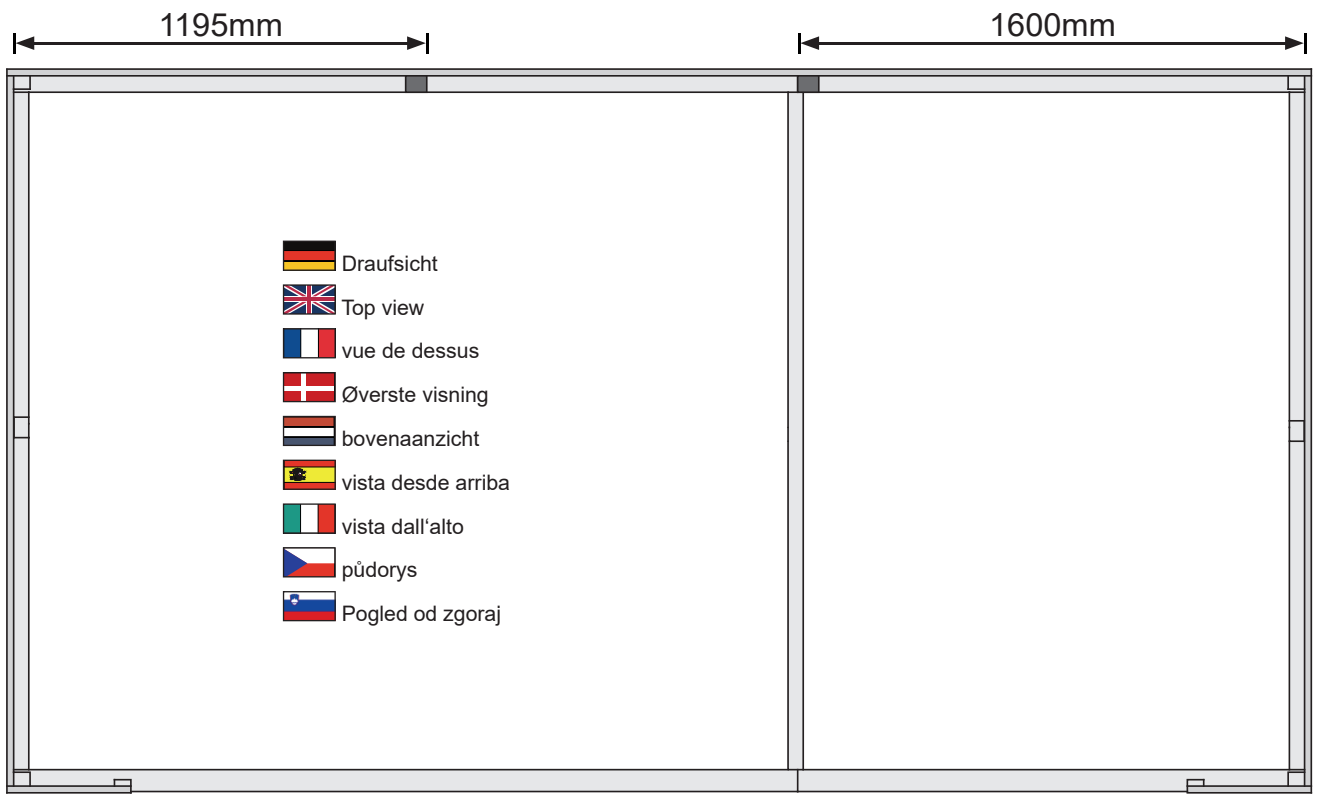 1195mm
1600mm
Draufsicht
Top view
vue de dessus
Øverste visning
bovenaanzicht
vista desde arriba
vista dall‘alto
půdorys
Pogled od zgoraj